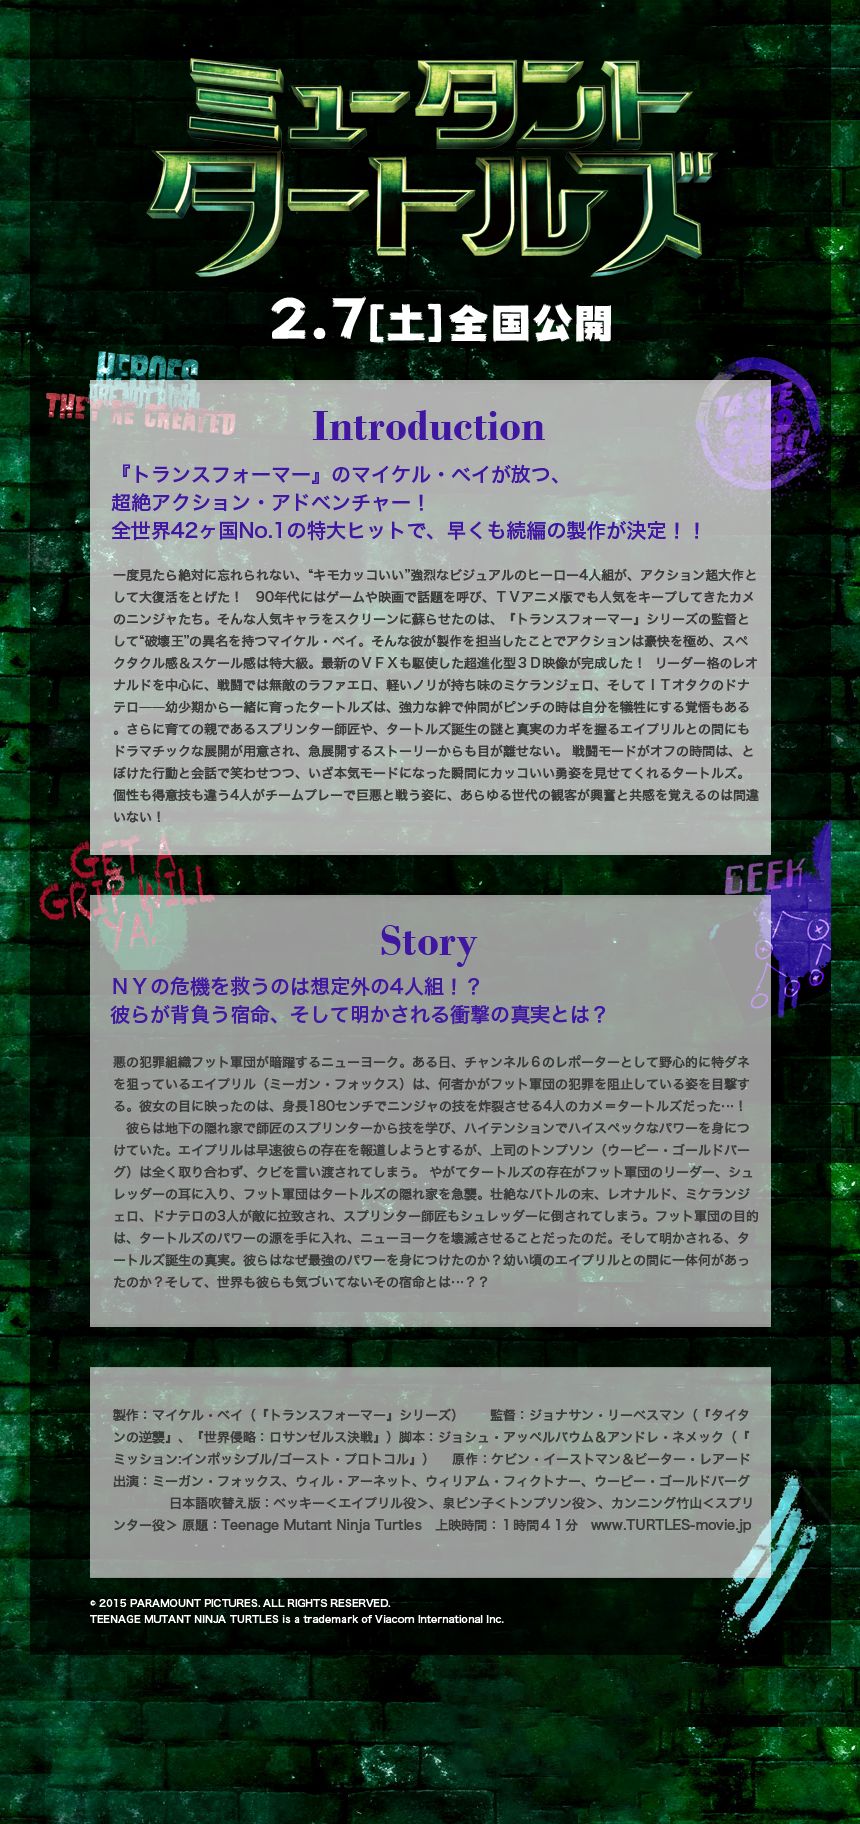 ミュータント
タートルズ
2.7[土]全国公開
HEROES
THEY'RE CREATED
TASTE
Introduction
『トランスフォーマー』のマイケル・ベイが放つ、
超絶アクション・アドベンチャー！
全世界42ヶ国No.1の特大ヒットで、早くも続編の製作が決定！！
一度見たら絶対に忘れられない、“キモカッコいい”強烈なビジュアルのヒーロー4人組が、アクション超大作と
して大復活をとげた！　90年代にはゲームや映画で話題を呼び、ＴＶアニメ版でも人気をキープしてきたカメ
のニンジャたち。そんな人気キャラをスクリーンに蘇らせたのは、『トランスフォーマー』シリーズの監督と
して“破壊王”の異名を持つマイケル・ベイ。そんな彼が製作を担当したことでアクションは豪快を極め、スペ
クタクル感＆スケール感は特大級。最新のＶＦＸも駆使した超進化型３Ｄ映像が完成した！ リーダー格のレオ
ナルドを中心に、戦闘では無敵のラファエロ、軽いノリが持ち味のミケランジェロ、そしてＩＴオタクのドナ
テロ――幼少期から一緒に育ったタートルズは、強力な絆で仲間がピンチの時は自分を犠牲にする覚悟もある
。さらに育ての親であるスプリンター師匠や、タートルズ誕生の謎と真実のカギを握るエイプリルとの間にも
ドラマチックな展開が用意され、急展開するストーリーからも目が離せない。 戦闘モードがオフの時間は、と
ぼけた行動と会話で笑わせつつ、いざ本気モードになった瞬間にカッコいい勇姿を見せてくれるタートルズ。
個性も得意技も違う4人がチームプレーで巨悪と戦う姿に、あらゆる世代の観客が興奮と共感を覚えるのは間違
いない！
GET A
GRIP WILL
YA!
GEEK
Story
ＮＹの危機を救うのは想定外の4人組！？
彼らが背負う宿命、そして明かされる衝撃の真実とは？
悪の犯罪組織フット軍団が暗躍するニューヨーク。ある日、チャンネル６のレポーターとして野心的に特ダネ
を狙っているエイプリル（ミーガン・フォックス）は、何者かがフット軍団の犯罪を阻止している姿を目撃す
る。彼女の目に映ったのは、身長180センチでニンジャの技を炸裂させる4人のカメ＝タートルズだった…！
　彼らは地下の隠れ家で師匠のスプリンターから技を学び、ハイテンションでハイスペックなパワーを身につ
けていた。エイプリルは早速彼らの存在を報道しようとするが、上司のトンプソン（ウーピー・ゴールドバー
グ）は全く取り合わず、クビを言い渡されてしまう。 やがてタートルズの存在がフット軍団のリーダー、シュ
レッダーの耳に入り、フット軍団はタートルズの隠れ家を急襲。壮絶なバトルの末、レオナルド、ミケランジ
ェロ、ドナテロの3人が敵に拉致され、スプリンター師匠もシュレッダーに倒されてしまう。フット軍団の目的
は、タートルズのパワーの源を手に入れ、ニューヨークを壊滅させることだったのだ。そして明かされる、タ
ートルズ誕生の真実。彼らはなぜ最強のパワーを身につけたのか？幼い頃のエイプリルとの間に一体何があっ
たのか？そして、世界も彼らも気づいてないその宿命とは…？？
製作：マイケル・ベイ（『トランスフォーマー』シリーズ）　　監督：ジョナサン・リーベスマン（『タイタ
ンの逆襲』、『世界侵略：ロサンゼルス決戦』）脚本：ジョシュ・アッペルバウム＆アンドレ・ネメック（『
ミッション:インポッシブル/ゴースト・プロトコル』）　原作：ケビン・イーストマン＆ピーター・レアード
出演：ミーガン・フォックス、ウィル・アーネット、ウィリアム・フィクトナー、ウーピー・ゴールドバーグ
日本語吹替え版：ベッキー＜エイプリル役＞、泉ピン子＜トンプソン役＞、カンニング竹山＜スプリ
ンター役＞ 原題：Teenage Mutant Ninja Turtles　上映時間：１時間４１分　www.TURTLES-movie.jp
© 2015 PARAMOUNT PICTURES. ALL RIGHTS RESERVED.
TEENAGE MUTANT NINJA TURTLES is a trademark of Viacom International Inc.